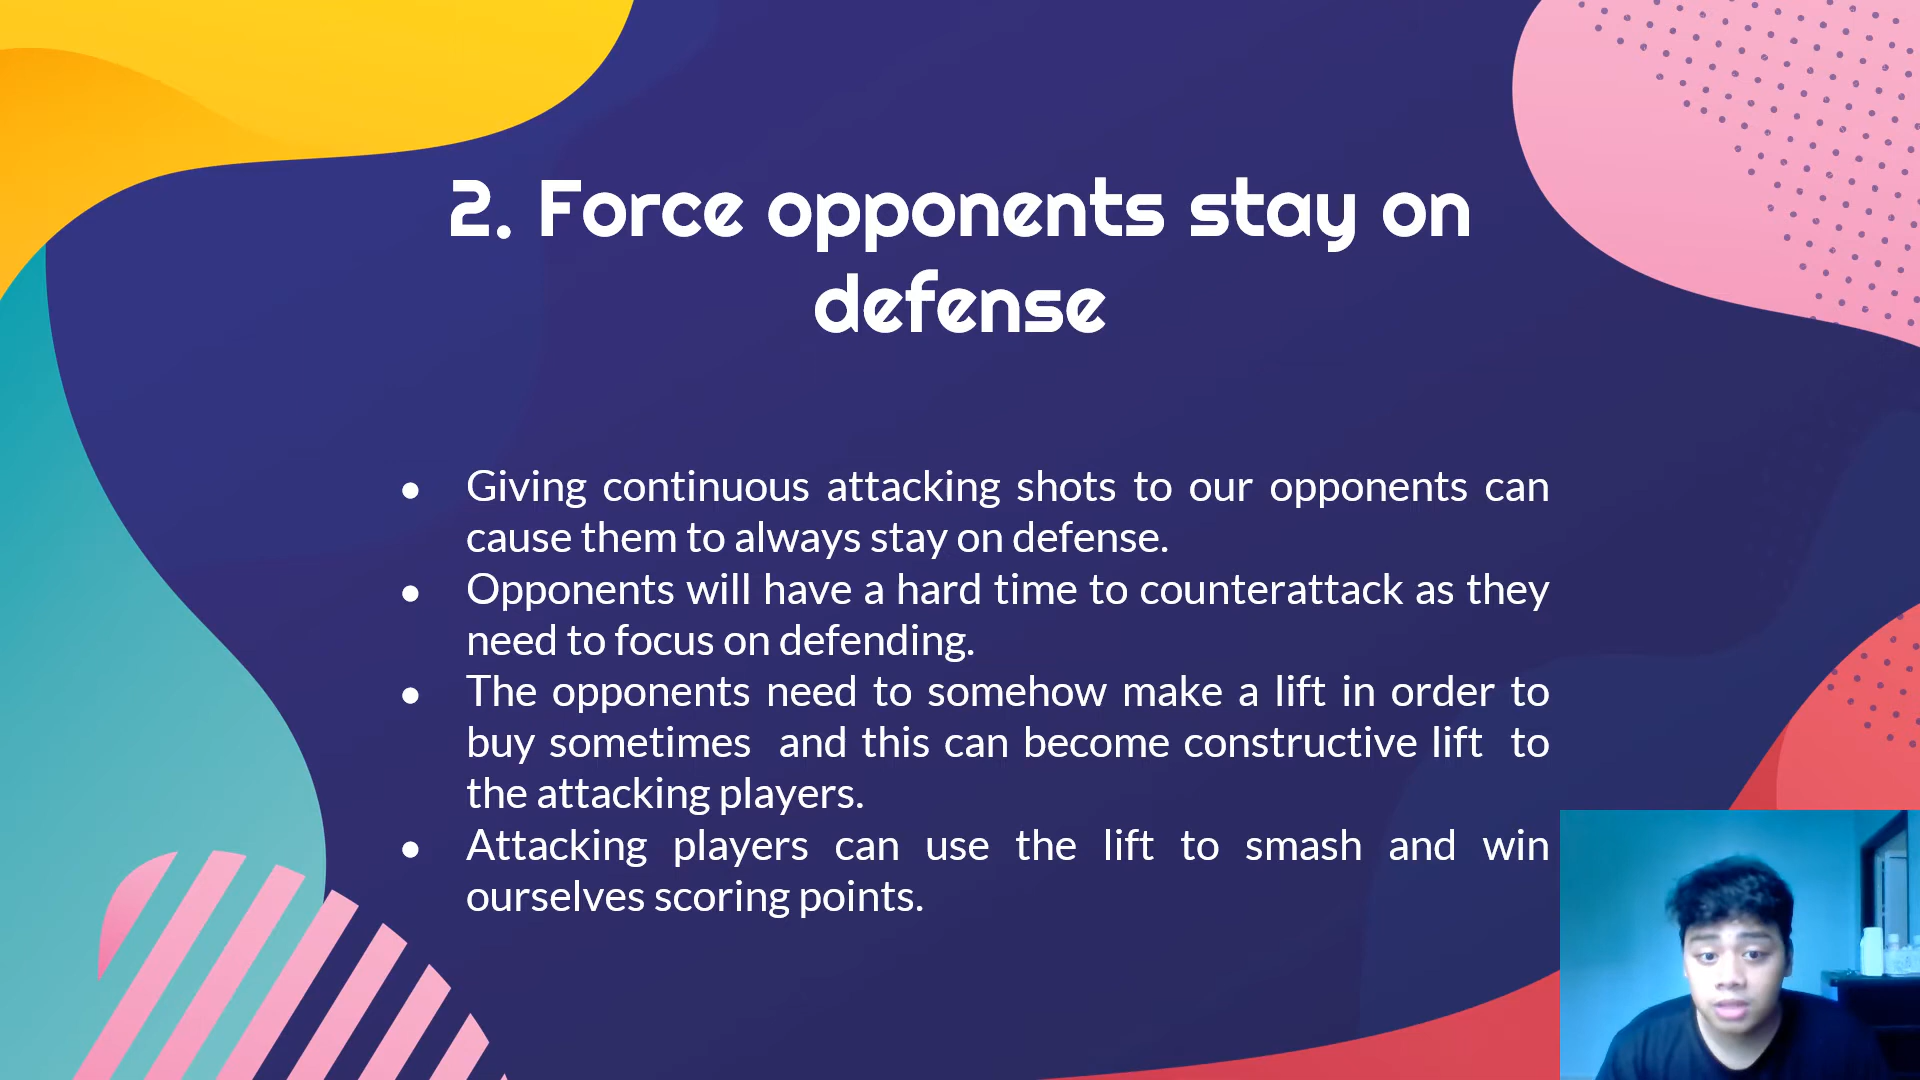 2. Force opponents stay on
defense
● Giving continuous attacking shots to our opponents can
cause them to always stay on defense.
● Opponents will have a hard time to counterattack as they
need to focus on defending.
● The opponents need to somehow make a lift in order to
buy sometimes  and this can become constructive lift  to
the attacking players.
● Attacking players can use the lift to smash and win
ourselves scoring points.